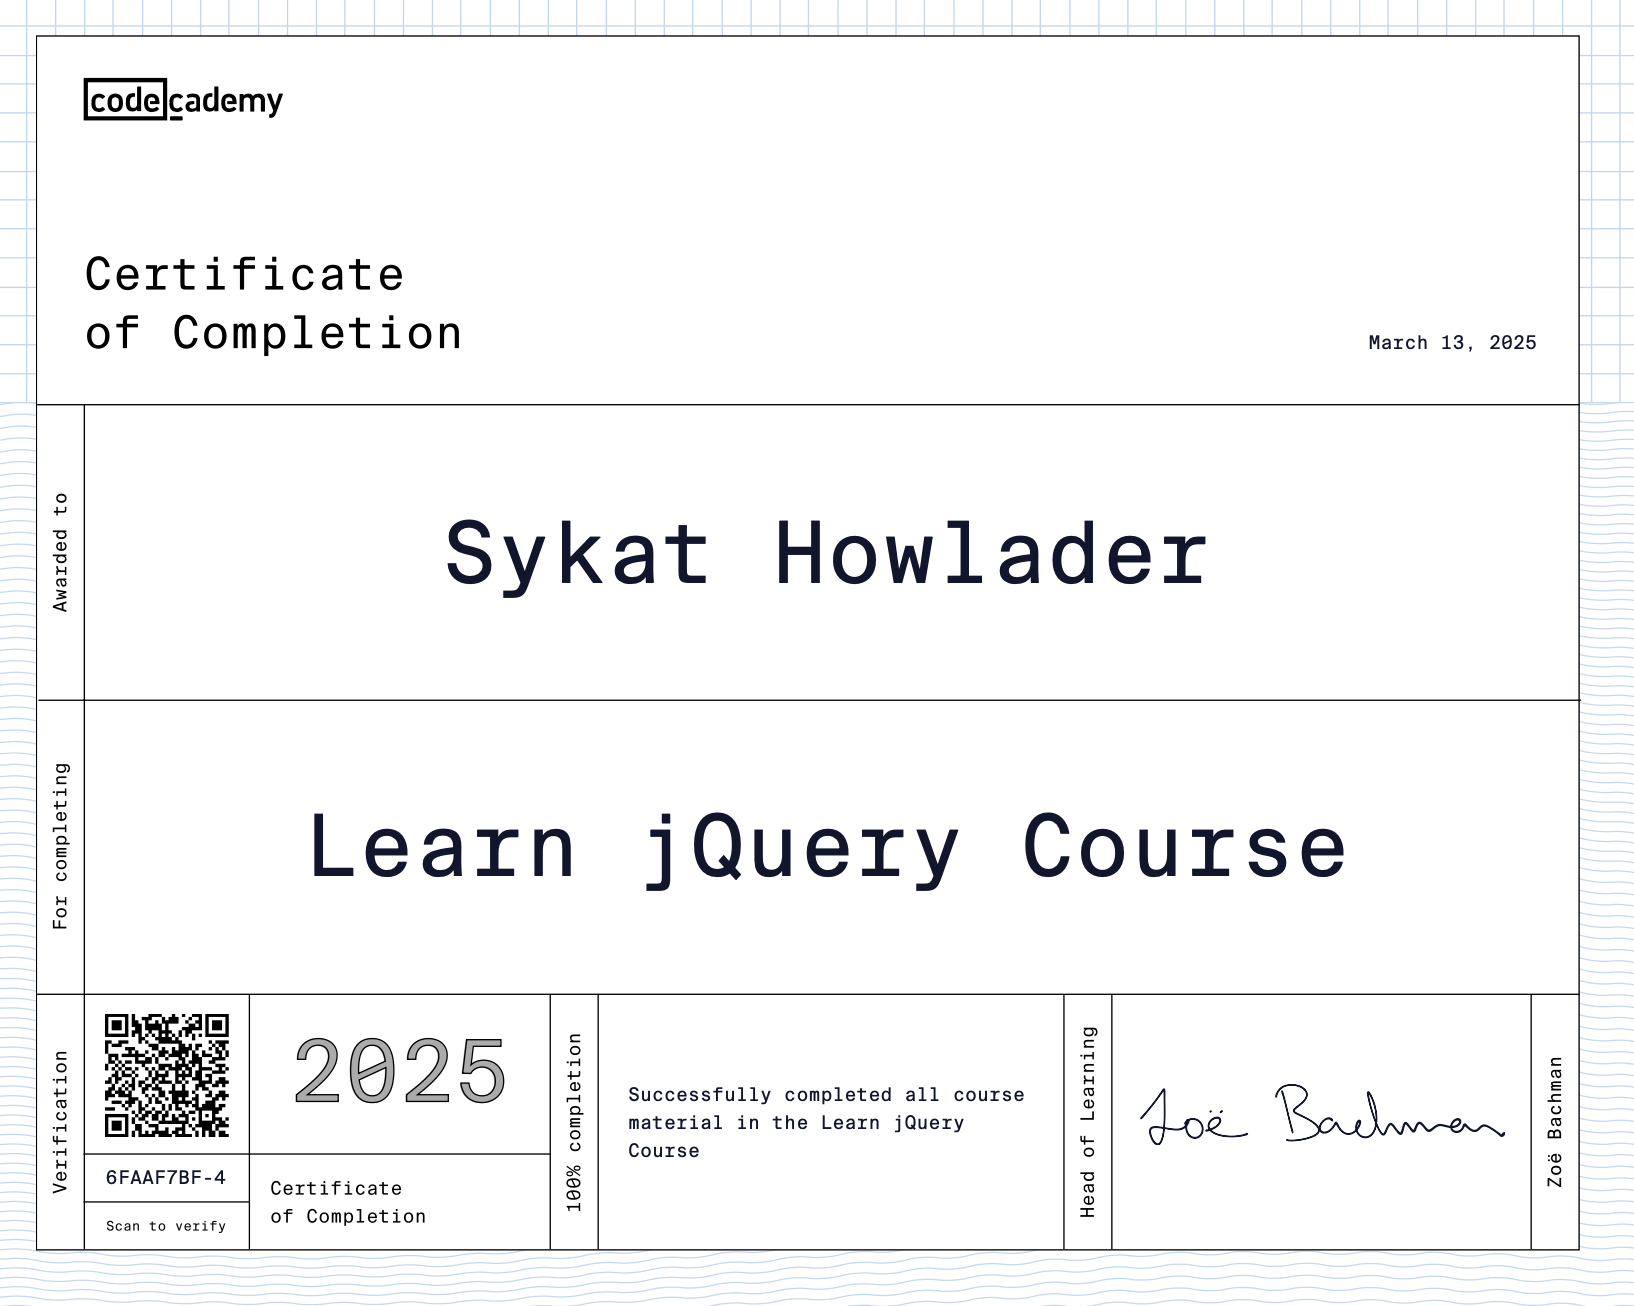 codecademy
Certificate
of Completion
March 13, 2025
Awarded to
Sykat Howlader
For completing
Learn jQuery Course
Verification
6FAAF7BF-4
Scan to verify
2025
Certificate
of Completion
100% completion
Successfully completed all course
material in the Learn jQuery
Course
Head of Learning
Zoë Bachman
Zoë Bachman